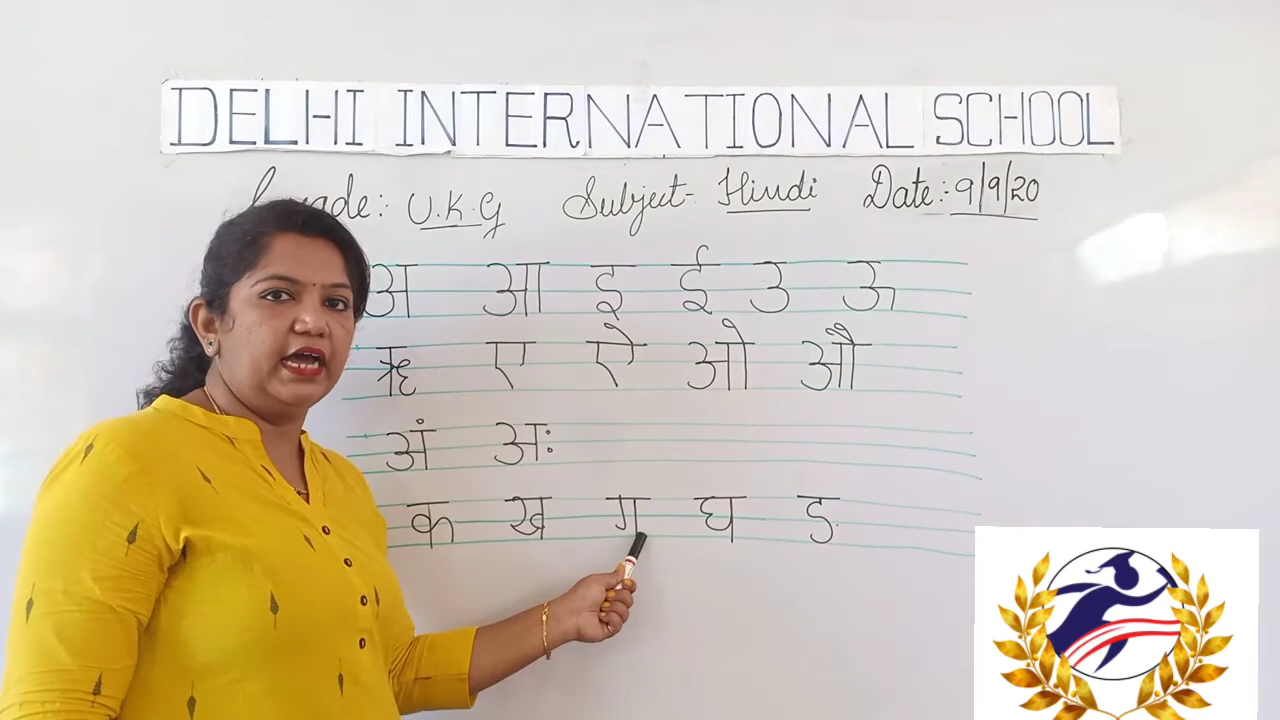 DELHI INTERNATIONAL SCHOOL
Grade: U.K.G Subject- Hindi Date: 9/9/20
अ आ इ ई उ ऊ
ऋ ए ऐ ओ औ
अं अः
क ख ग घ ङ